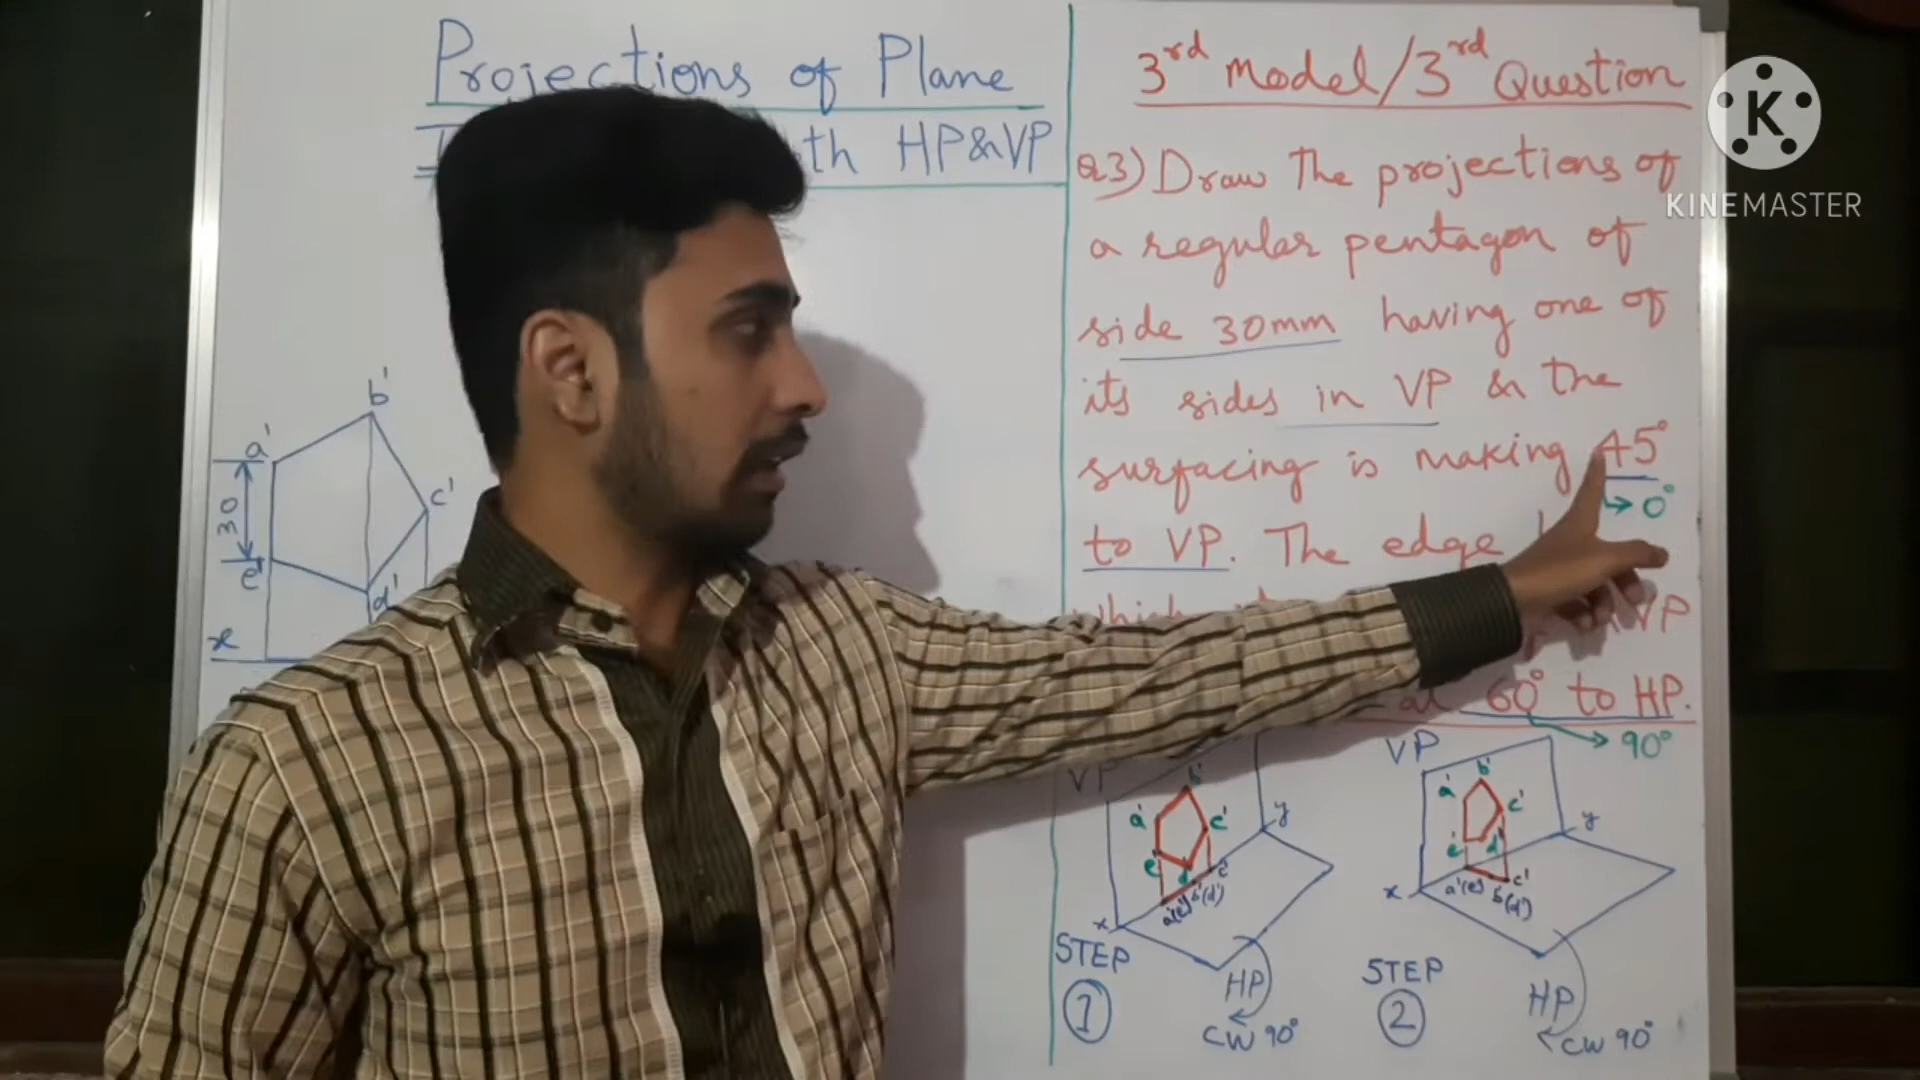 Projections of Plane
th HP&VP
b'
a'
c'
30
e'
d'
x
3rd Model/3rd Question
Q3) Draw The projections of
a regular pentagon of
side 30mm having one of
its sides in VP & the
surfacing is making 45°
→ 0°
to VP. The edge
VP
at 60° to HP.
→ 90°
VP
b'
a'
c'
y
e'
d'
c'
b'(d')
a'(e')
x
STEP
1
HP
CW 90°
VP
b'
a'
c'
y
e'
d'
x
a'(e')
b'(d')
c'
STEP
2
HP
CW 90°
K
KINEMASTER